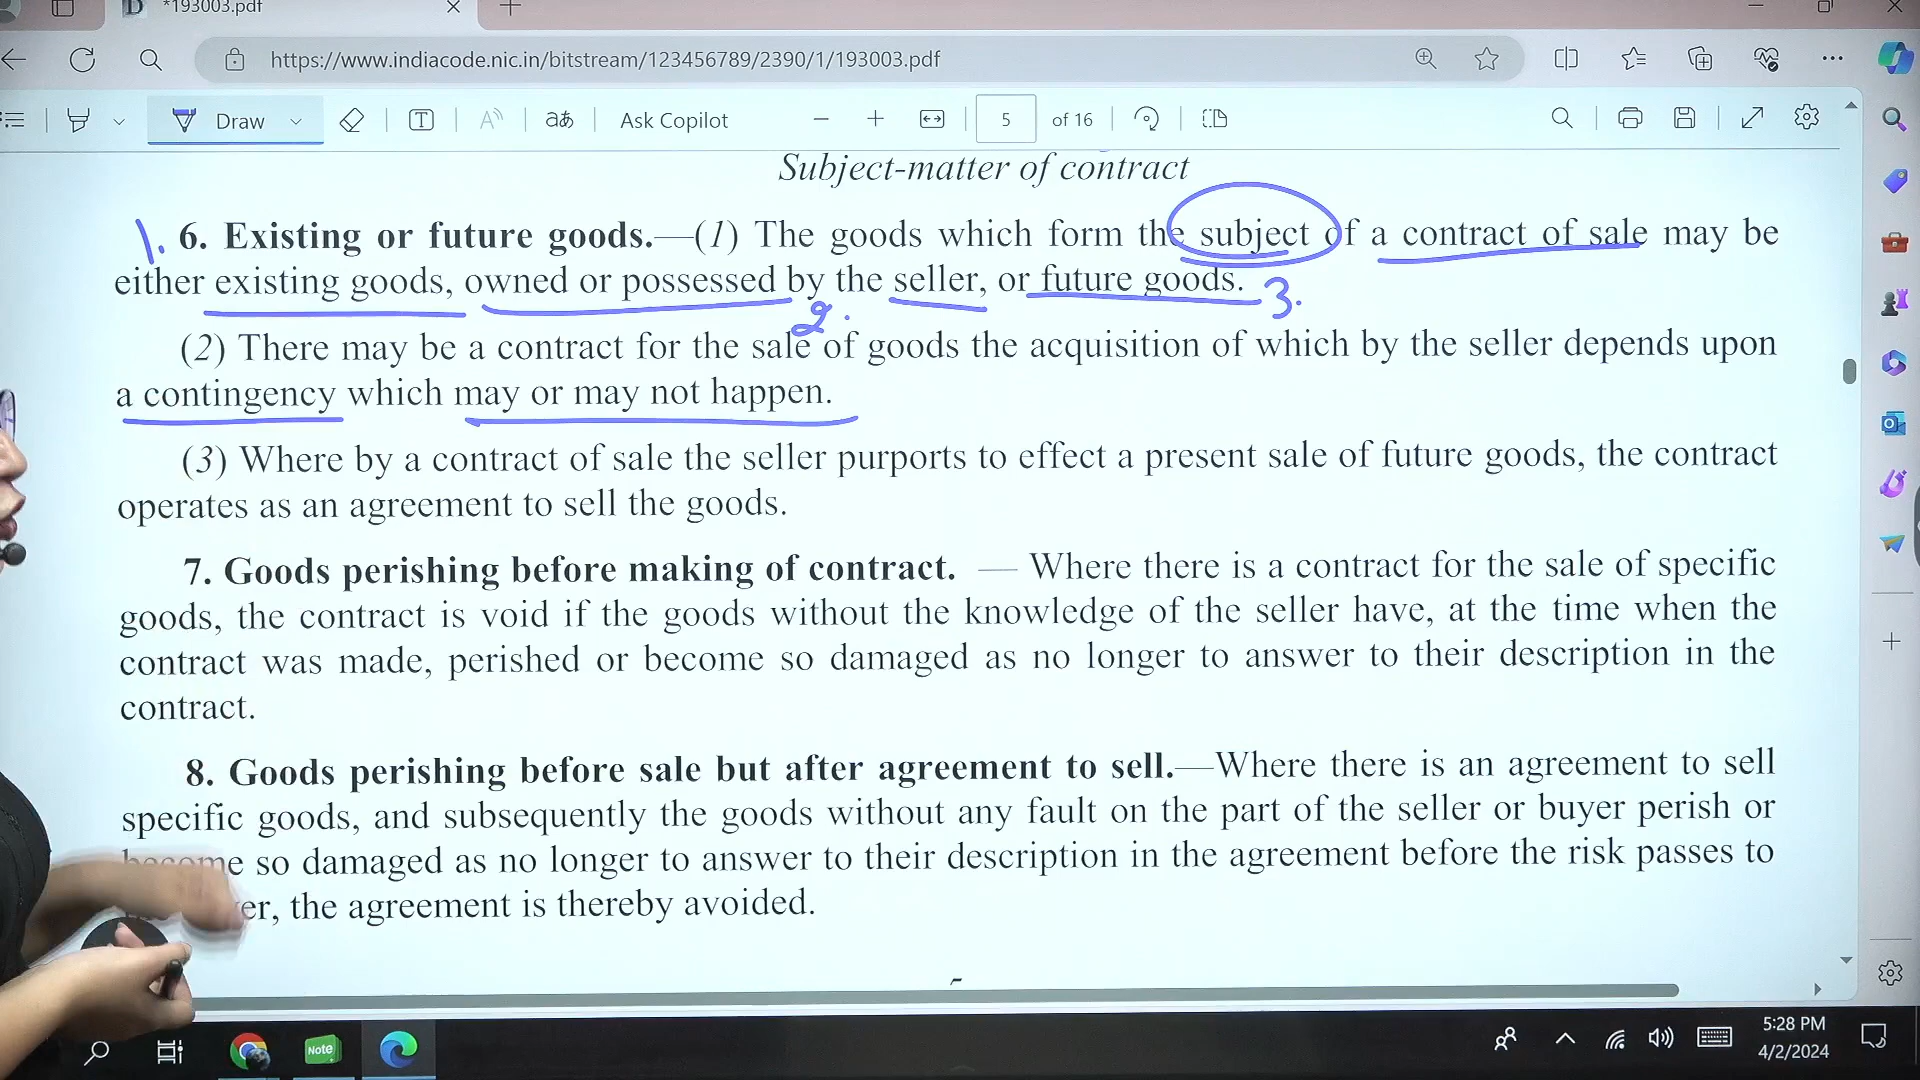 *193003.pdf
https://www.indiacode.nic.in/bitstream/123456789/2390/1/193003.pdf
Draw
T
A
aあ
Ask Copilot
5
of 16
Subject-matter of contract
1. 6. Existing or future goods.—(1) The goods which form the subject of a contract of sale may be
either existing goods, owned or possessed by the seller, or future goods. 3.
2.
(2) There may be a contract for the sale of goods the acquisition of which by the seller depends upon
a contingency which may or may not happen.
(3) Where by a contract of sale the seller purports to effect a present sale of future goods, the contract
operates as an agreement to sell the goods.
7. Goods perishing before making of contract. — Where there is a contract for the sale of specific
goods, the contract is void if the goods without the knowledge of the seller have, at the time when the
contract was made, perished or become so damaged as no longer to answer to their description in the
contract.
8. Goods perishing before sale but after agreement to sell.—Where there is an agreement to sell
specific goods, and subsequently the goods without any fault on the part of the seller or buyer perish or
become so damaged as no longer to answer to their description in the agreement before the risk passes to
er, the agreement is thereby avoided.
Note
5:28 PM
4/2/2024